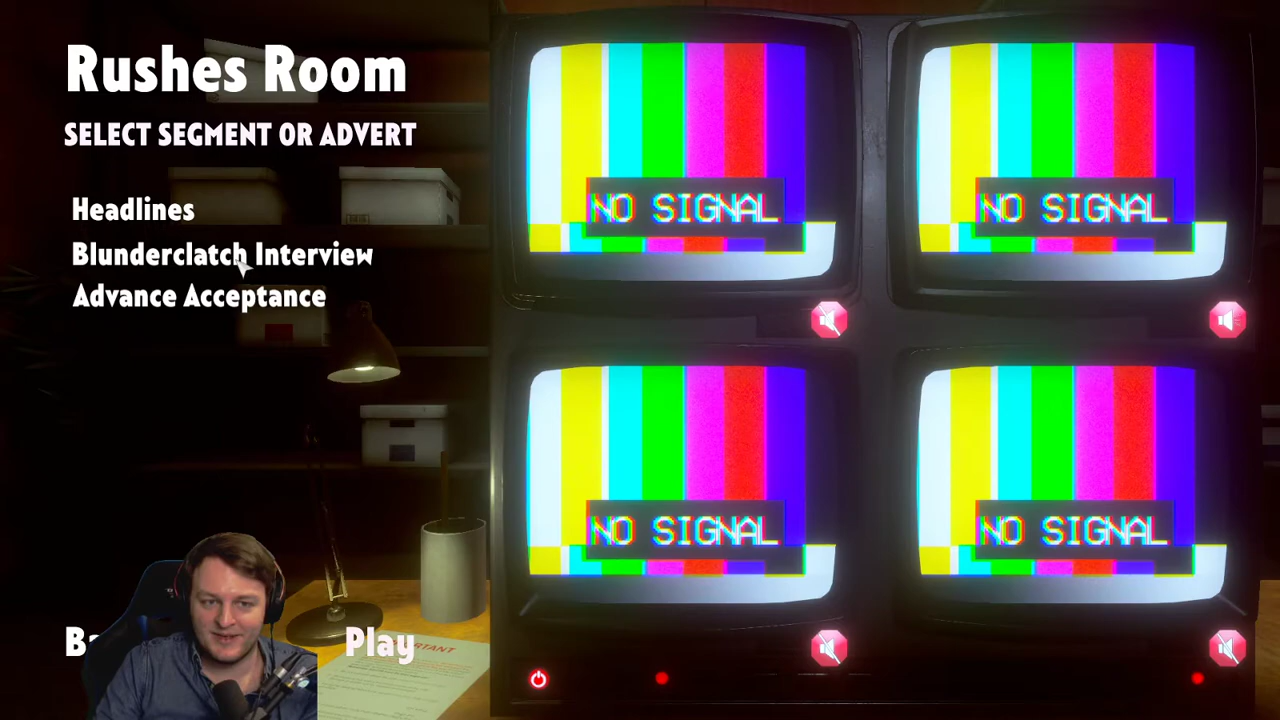 Rushes Room
SELECT SEGMENT OR ADVERT
Headlines
Blunderclatch Interview
Advance Acceptance
NO SIGNAL
NO SIGNAL
NO SIGNAL
NO SIGNAL
Play